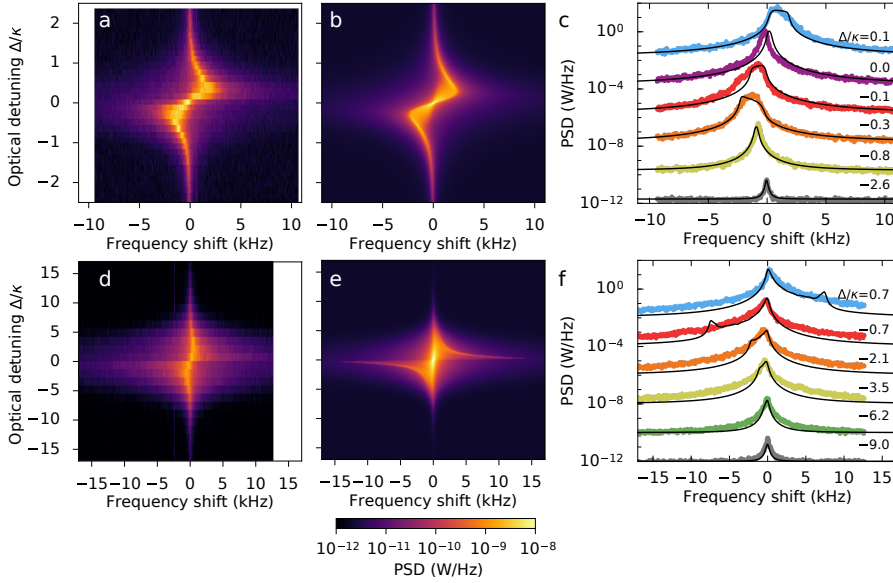 a
Optical detuning Δ/κ
2
1
0
−1
−2
−10 −5 0 5 10
Frequency shift (kHz)
b
−10 −5 0 5 10
Frequency shift (kHz)
c
PSD (W/Hz)
10⁰
10⁻⁴
10⁻⁸
10⁻¹²
Δ/κ=0.1
0.0
−0.1
−0.3
−0.8
−2.6
−10 −5 0 5 10
Frequency shift (kHz)
d
Optical detuning Δ/κ
15
10
5
0
−5
−10
−15
−15 −10 −5 0 5 10 15
Frequency shift (kHz)
e
−15 −10 −5 0 5 10 15
Frequency shift (kHz)
f
PSD (W/Hz)
10⁰
10⁻⁴
10⁻⁸
10⁻¹²
Δ/κ=0.7
−0.7
−2.1
−3.5
−6.2
−9.0
−15 −10 −5 0 5 10 15
Frequency shift (kHz)
10⁻¹² 10⁻¹¹ 10⁻¹⁰ 10⁻⁹ 10⁻⁸
PSD (W/Hz)